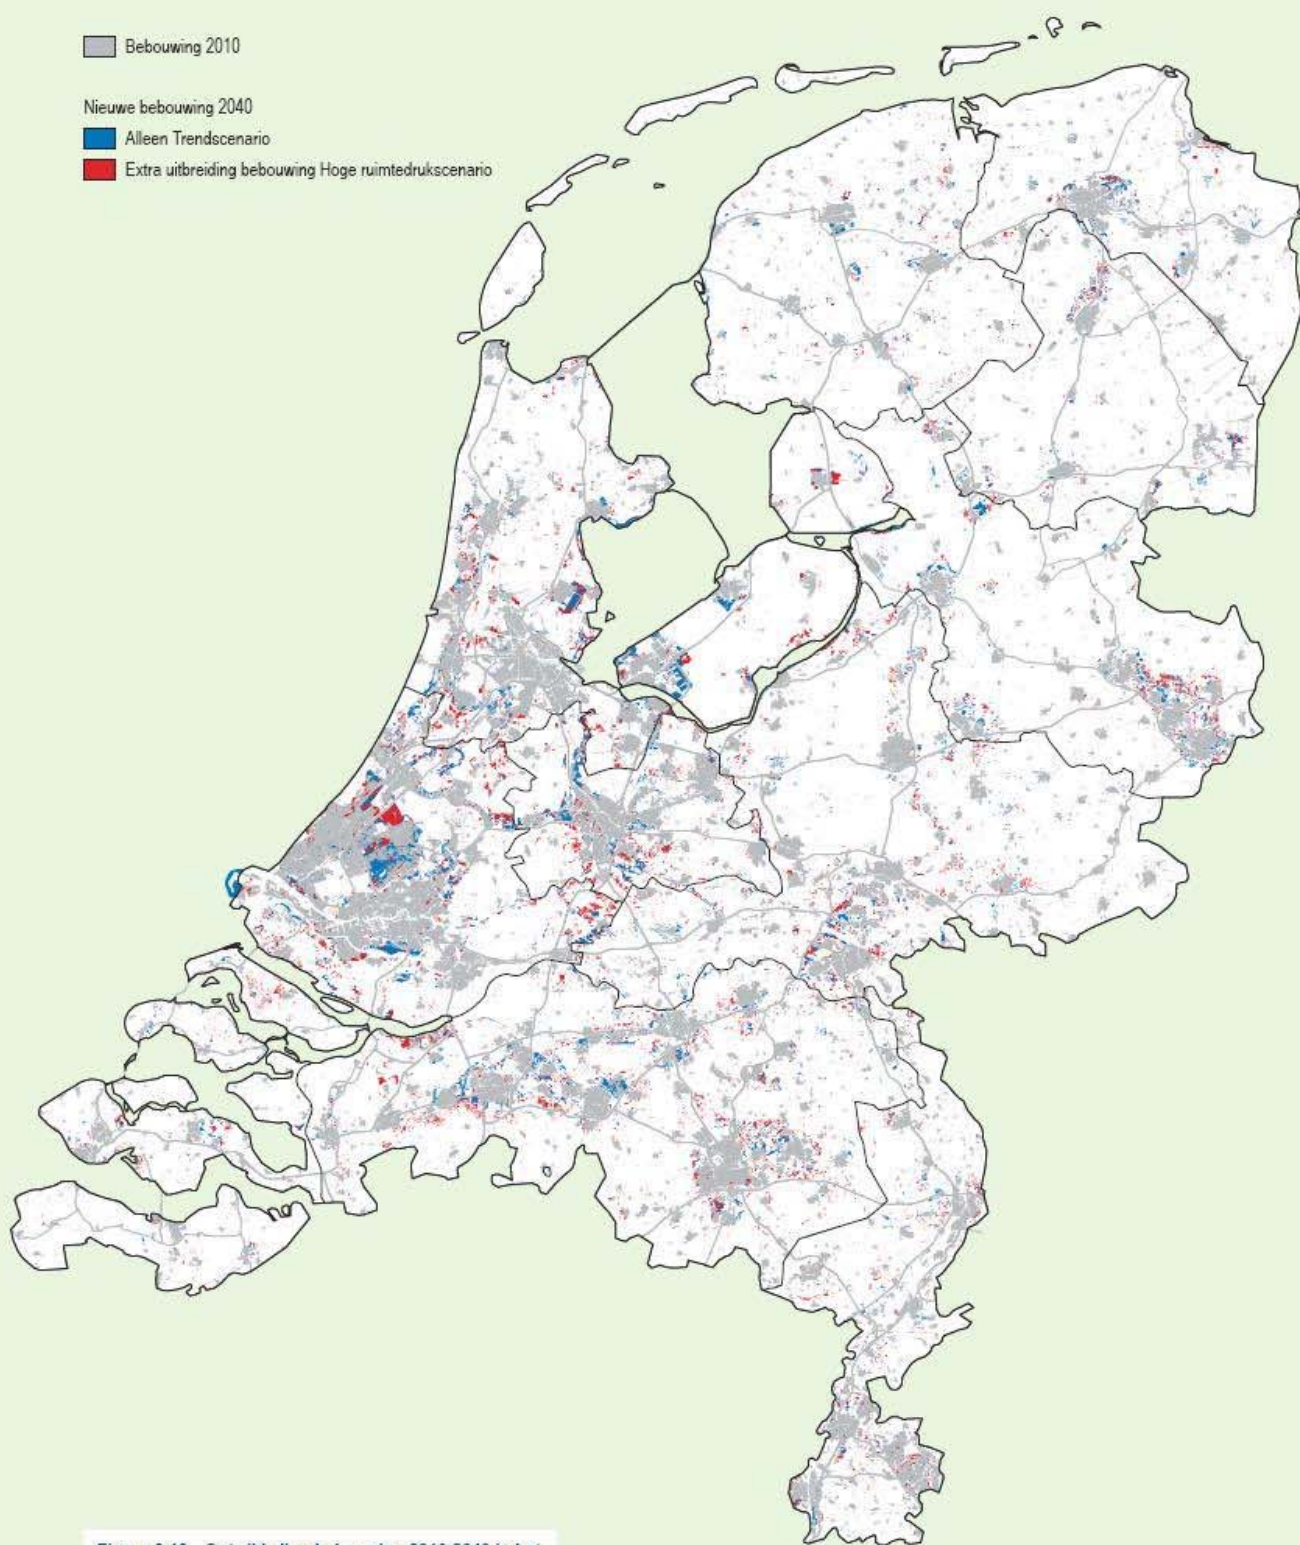 Bebouwing 2010
Nieuwe bebouwing 2040
Alleen Trendscenario
Extra uitbreiding bebouwing Hoge ruimtedrukscenario